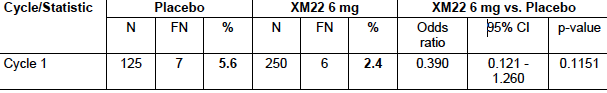 Cycle/Statistic Placebo XM22 6 mg XM22 6 mg vs. Placebo
N FN % N FN % Odds ratio 95% CI p-value
Cycle 1 125 7 5.6 250 6 2.4 0.390 0.121 - 1.260 0.1151